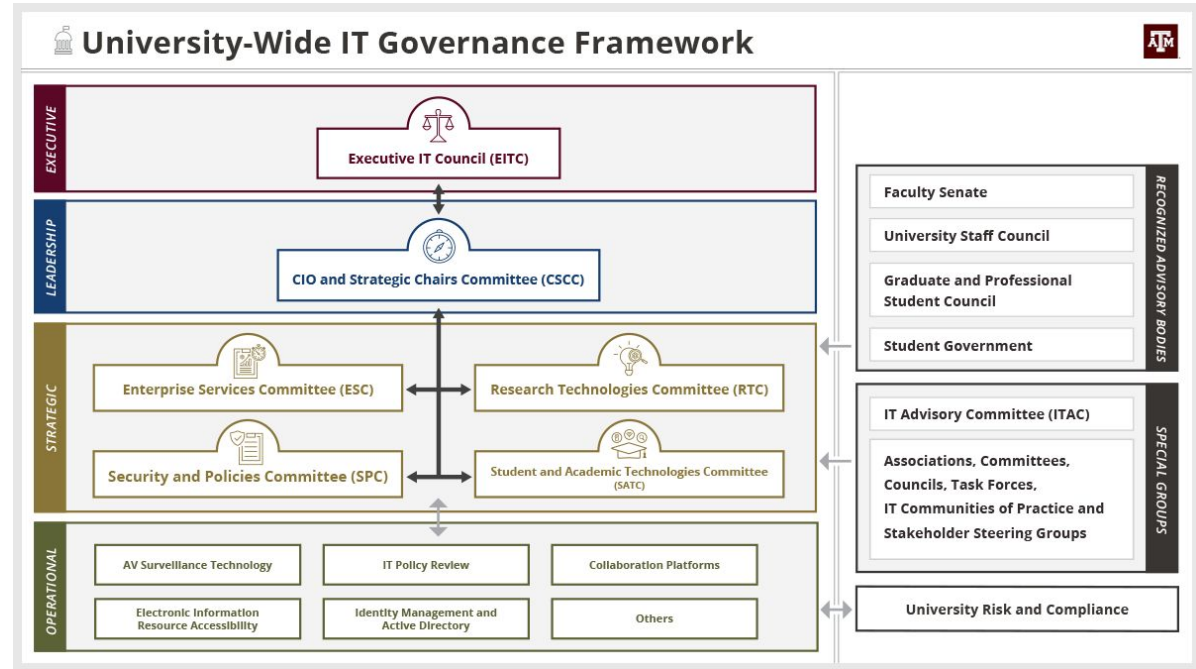 University-Wide IT Governance Framework
ĀTM
EXECUTIVE
Executive IT Council (EITC)
LEADERSHIP
CIO and Strategic Chairs Committee (CSCC)
STRATEGIC
Enterprise Services Committee (ESC)
Research Technologies Committee (RTC)
Security and Policies Committee (SPC)
Student and Academic Technologies Committee
(SATC)
OPERATIONAL
AV Surveillance Technology
IT Policy Review
Collaboration Platforms
Electronic Information
Resource Accessibility
Identity Management and
Active Directory
Others
RECOGNIZED ADVISORY BODIES
Faculty Senate
University Staff Council
Graduate and Professional
Student Council
Student Government
SPECIAL GROUPS
IT Advisory Committee (ITAC)
Associations, Committees,
Councils, Task Forces,
IT Communities of Practice and
Stakeholder Steering Groups
University Risk and Compliance